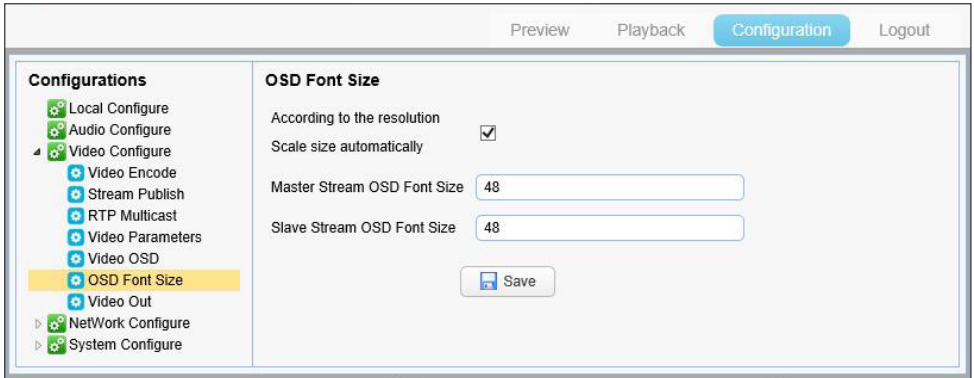 Preview Playback Configuration Logout
Configurations
Local Configure
Audio Configure
Video Configure
Video Encode
Stream Publish
RTP Multicast
Video Parameters
Video OSD
OSD Font Size
Video Out
NetWork Configure
System Configure
OSD Font Size
According to the resolution
Scale size automatically
Master Stream OSD Font Size 48
Slave Stream OSD Font Size 48
Save